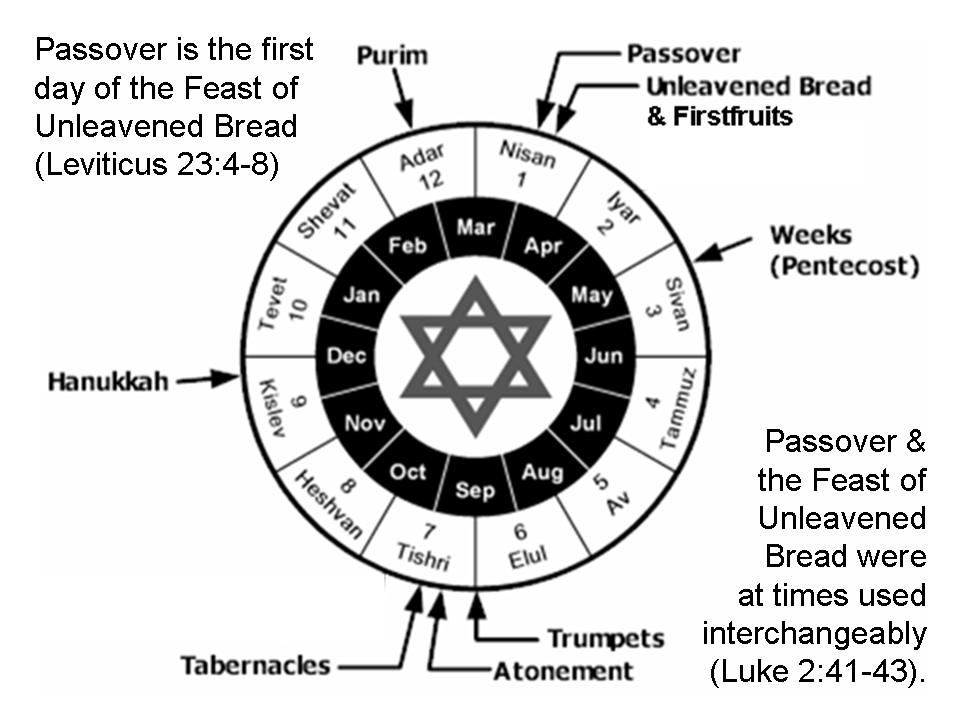 Passover is the first
day of the Feast of
Unleavened Bread
(Leviticus 23:4-8)
Purim
Passover
Unleavened Bread
& Firstfruits
Weeks
(Pentecost)
Hanukkah
Tabernacles
Atonement
Trumpets
Nisan
1
Iyar
2
Sivan
3
Tammuz
4
Av
5
Elul
6
Tishri
7
Heshvan
8
Kislev
9
Tevet
10
Shevat
11
Adar
12
Mar
Apr
May
Jun
Jul
Aug
Sep
Oct
Nov
Dec
Jan
Feb
Passover &
the Feast of
Unleavened
Bread were
at times used
interchangeably
(Luke 2:41-43).